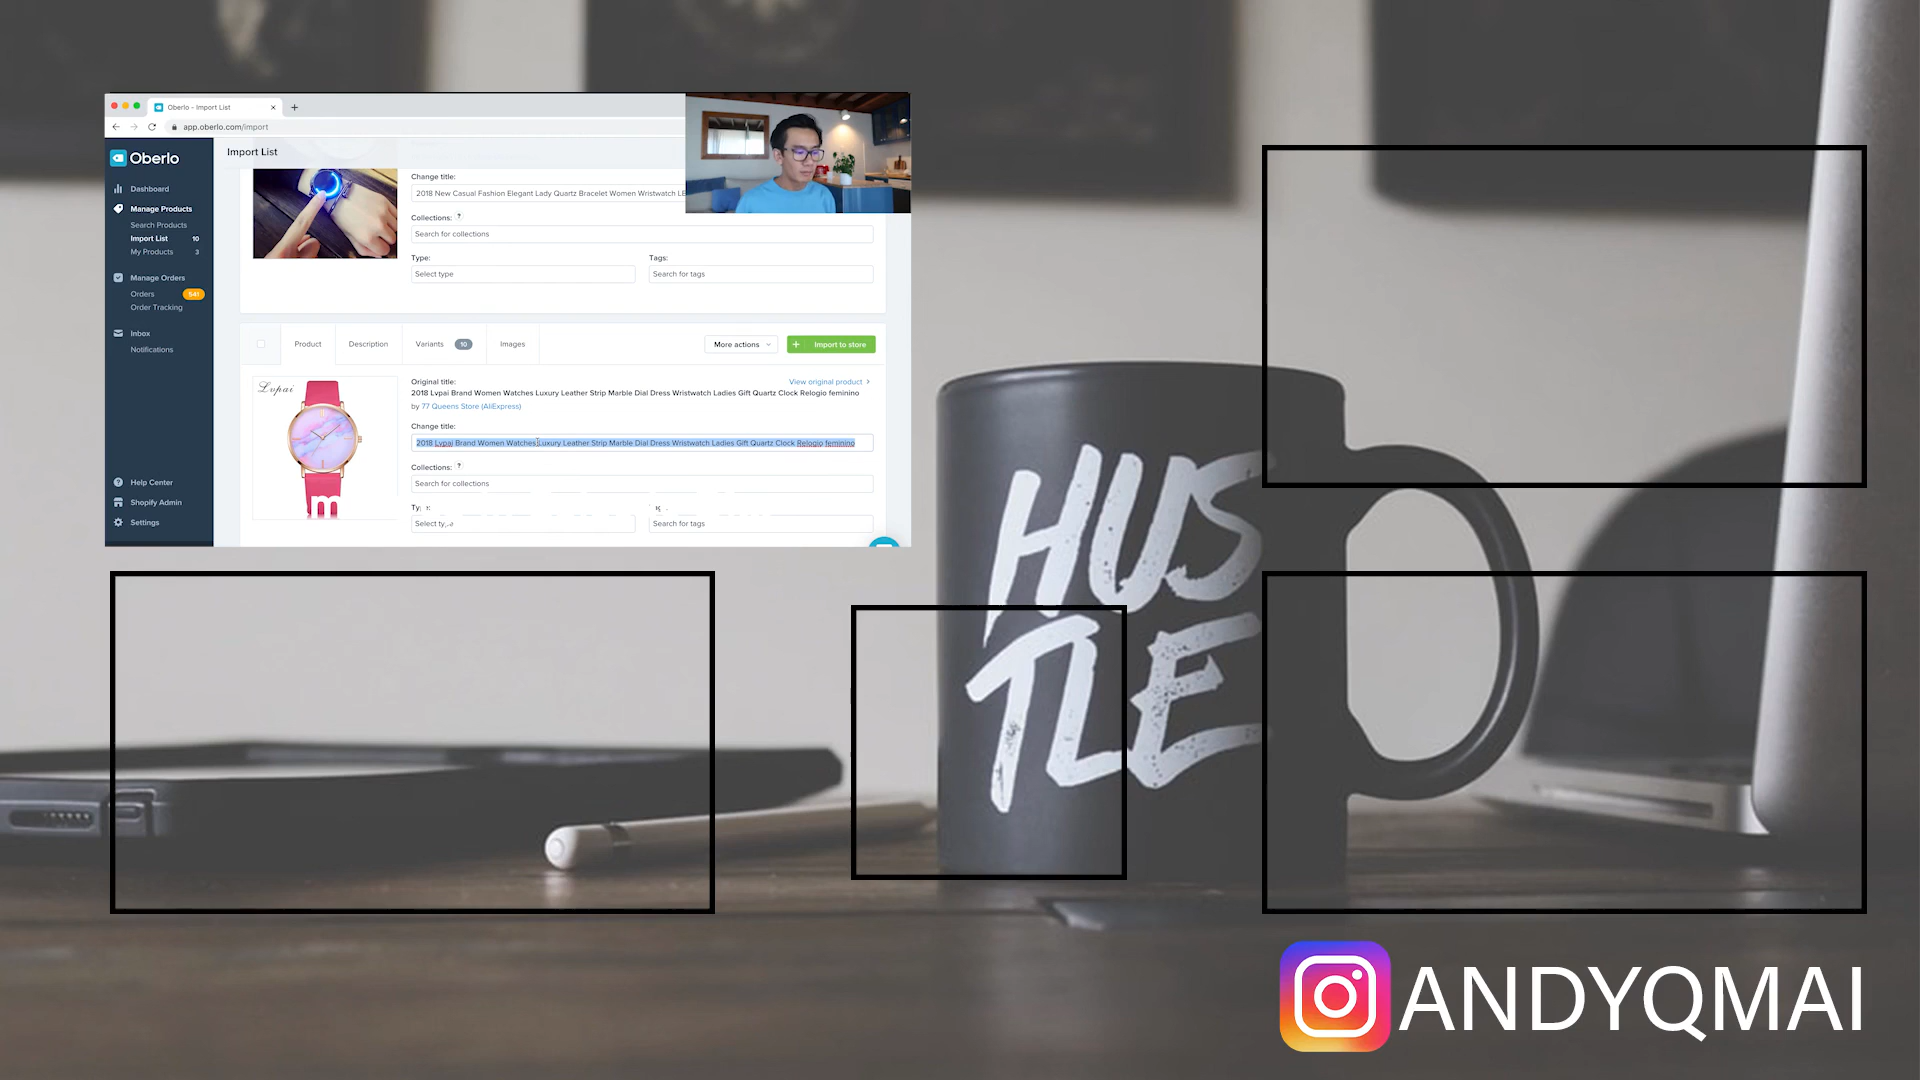 Oberlo - Import List
app.oberlo.com/import
Oberlo
Dashboard
Manage Products
Search Products
Import List 10
My Products 3
Manage Orders
Orders 541
Order Tracking
Inbox
Notifications
Help Center
Shopify Admin
Settings
Import List
Change title:
2018 New Casual Fashion Elegant Lady Quartz Bracelet Women Wristwatch LE
Collections: ?
Search for collections
Type: Tags:
Select type Search for tags
Product Description Variants 10 Images More actions + Import to store
Lvpai
Original title: View original product >
2018 Lvpai Brand Women Watches Luxury Leather Strip Marble Dial Dress Wristwatch Ladies Gift Quartz Clock Relogio feminino
by 77 Queens Store (AliExpress)
Change title:
2018 Lvpai Brand Women Watches Luxury Leather Strip Marble Dial Dress Wristwatch Ladies Gift Quartz Clock Relogio feminino
Collections: ?
Search for collections
Search for tags
HUS
TLE
ANDYQMAI